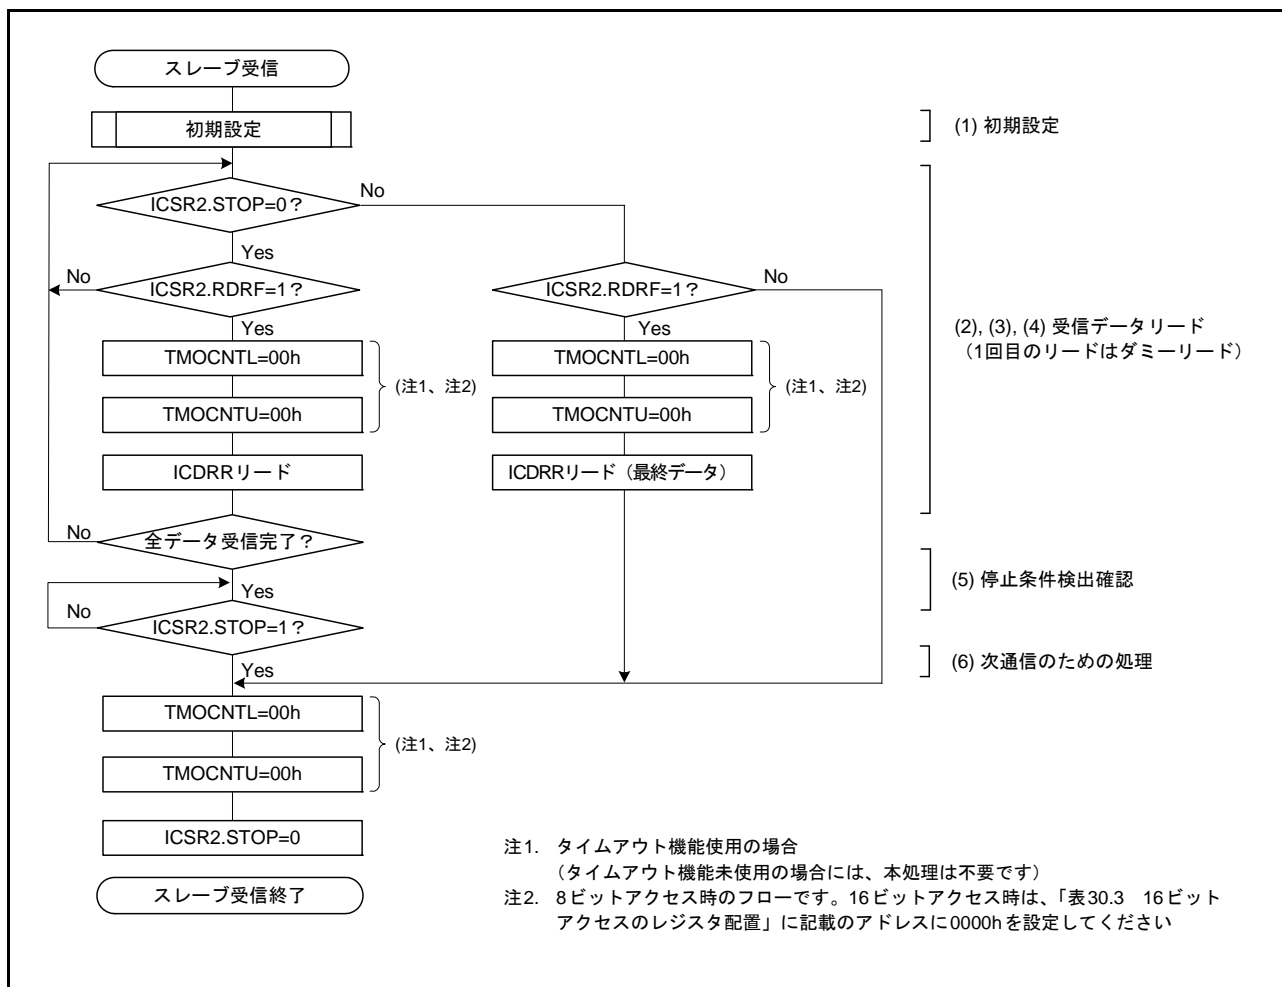 スレーブ受信
初期設定
(1) 初期設定
ICSR2.STOP=0？
No
Yes
ICSR2.RDRF=1？
No
Yes
ICSR2.RDRF=1？
No
Yes
TMOCNTL=00h
TMOCNTU=00h
(注1、注2)
TMOCNTL=00h
TMOCNTU=00h
(注1、注2)
(2), (3), (4) 受信データリード
（1回目のリードはダミーリード）
ICDRRリード
ICDRRリード（最終データ）
全データ受信完了？
No
Yes
(5) 停止条件検出確認
ICSR2.STOP=1？
No
Yes
(6) 次通信のための処理
TMOCNTL=00h
TMOCNTU=00h
(注1、注2)
ICSR2.STOP=0
スレーブ受信終了
注1. タイムアウト機能使用の場合
（タイムアウト機能未使用の場合には、本処理は不要です）
注2. 8ビットアクセス時のフローです。16ビットアクセス時は、「表30.3　16ビット
アクセスのレジスタ配置」に記載のアドレスに0000hを設定してください